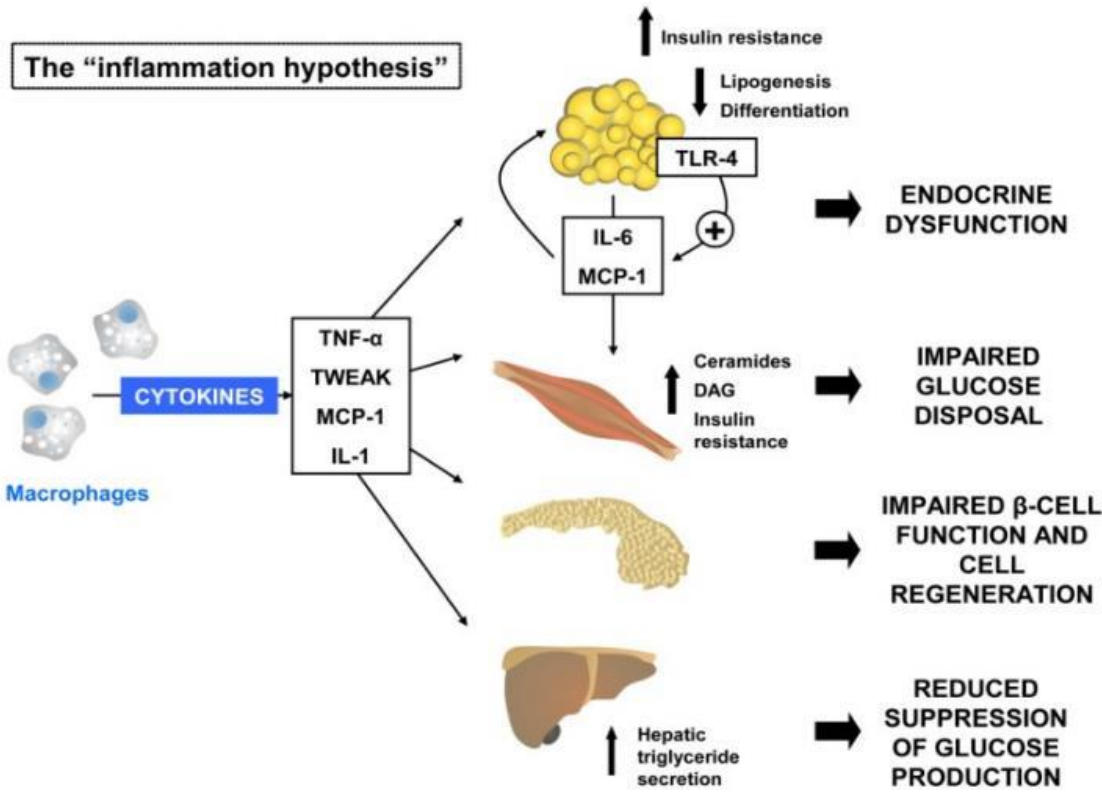 The “inflammation hypothesis”
Insulin resistance
Lipogenesis
Differentiation
TLR-4
+
IL-6
MCP-1
ENDOCRINE
DYSFUNCTION
Macrophages
CYTOKINES
TNF-α
TWEAK
MCP-1
IL-1
Ceramides
DAG
Insulin
resistance
IMPAIRED
GLUCOSE
DISPOSAL
IMPAIRED β-CELL
FUNCTION AND
CELL
REGENERATION
Hepatic
triglyceride
secretion
REDUCED
SUPPRESSION
OF GLUCOSE
PRODUCTION